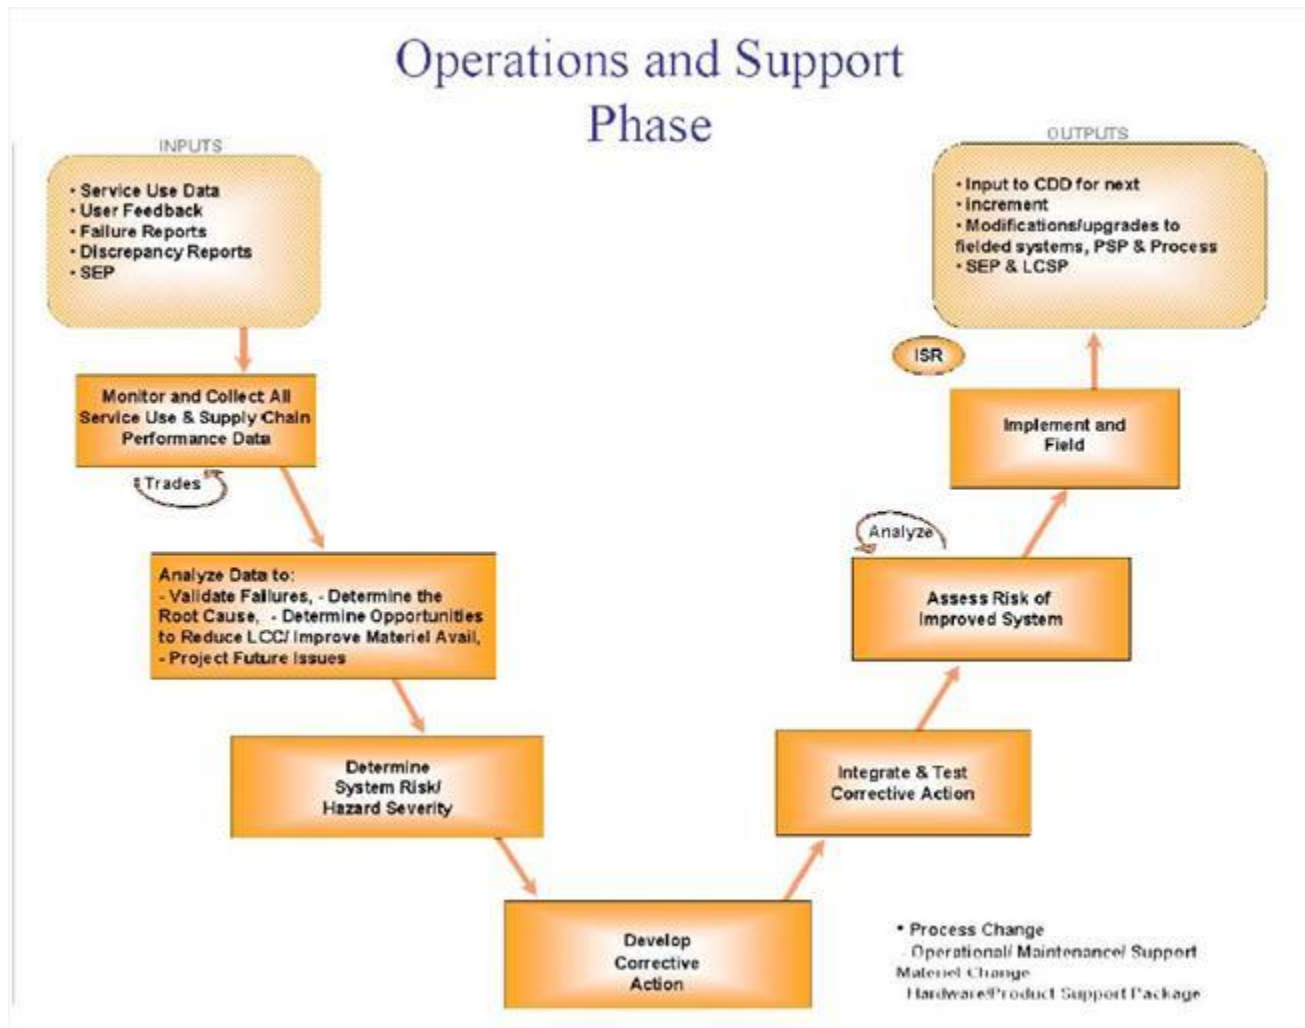 Operations and Support
Phase
INPUTS
• Service Use Data
• User Feedback
• Failure Reports
• Discrepancy Reports
• SEP
Monitor and Collect All
Service Use & Supply Chain
Performance Data
Trades
Analyze Data to:
- Validate Failures, - Determine the
Root Cause, - Determine Opportunities
to Reduce LCC/ Improve Materiel Avail,
- Project Future Issues
Determine
System Risk/
Hazard Severity
Develop
Corrective
Action
Integrate & Test
Corrective Action
Analyze
Assess Risk of
Improved System
Implement and
Field
ISR
OUTPUTS
• Input to CDD for next
• Increment
• Modifications/upgrades to
fielded systems, PSP & Process
• SEP & LCSP
• Process Change
- Operational/ Maintenance/ Support
Materiel Change
Hardware/Product Support Package